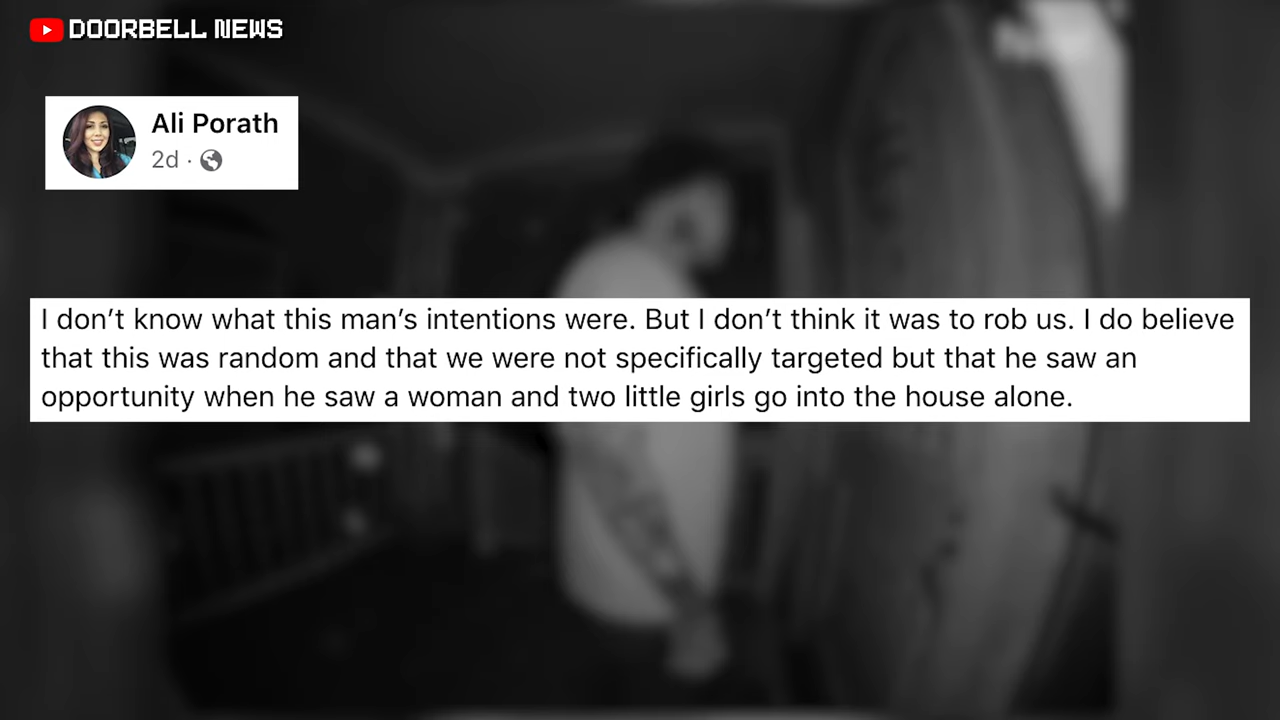 DOORBELL NEWS
Ali Porath
2d ·
I don’t know what this man’s intentions were. But I don’t think it was to rob us. I do believe
that this was random and that we were not specifically targeted but that he saw an
opportunity when he saw a woman and two little girls go into the house alone.